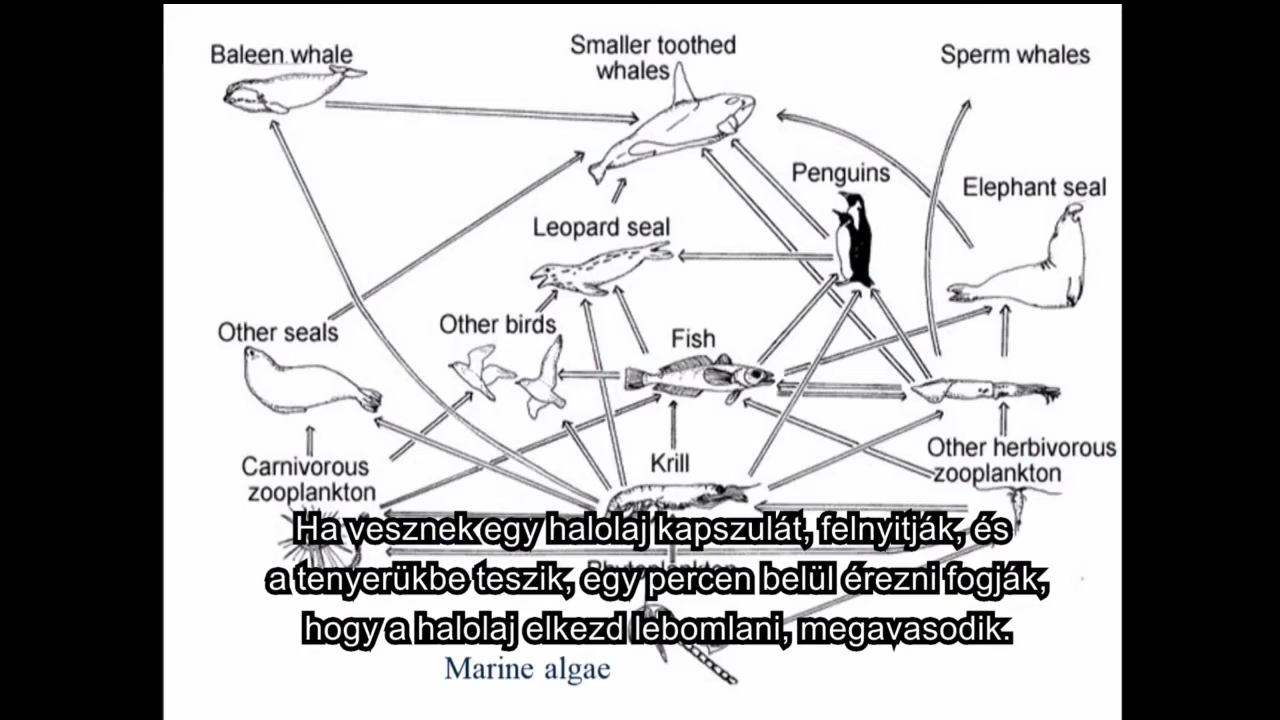 Baleen whale
Smaller toothed
whales
Sperm whales
Penguins
Elephant seal
Leopard seal
Other seals
Other birds
Fish
Other herbivorous
zooplankton
Krill
Carnivorous
zooplankton
Phytoplankton
Ha vesznek egy halolaj kapszulát, felnyitják, és
a tenyerükbe teszik, egy percen belül érezni fogják,
hogy a halolaj elkezd lebomlani, megavasodik.
Marine algae